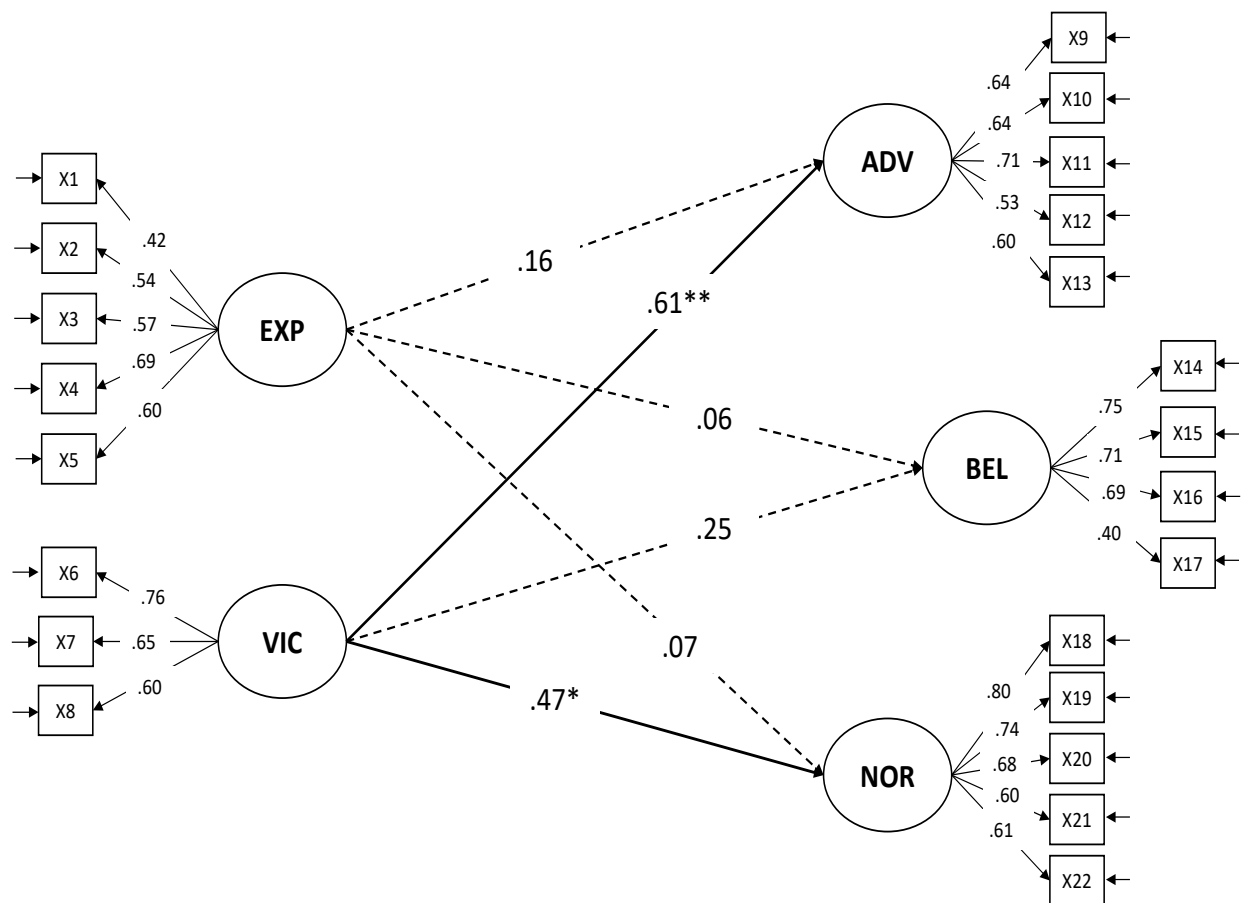 X1
X2
X3
X4
X5
.42
.54
.57
.69
.60
EXP
X6
X7
X8
.76
.65
.60
VIC
.16
.61**
.06
.25
.07
.47*
ADV
.64
.64
.71
.53
.60
X9
X10
X11
X12
X13
BEL
.75
.71
.69
.40
X14
X15
X16
X17
NOR
.80
.74
.68
.60
.61
X18
X19
X20
X21
X22